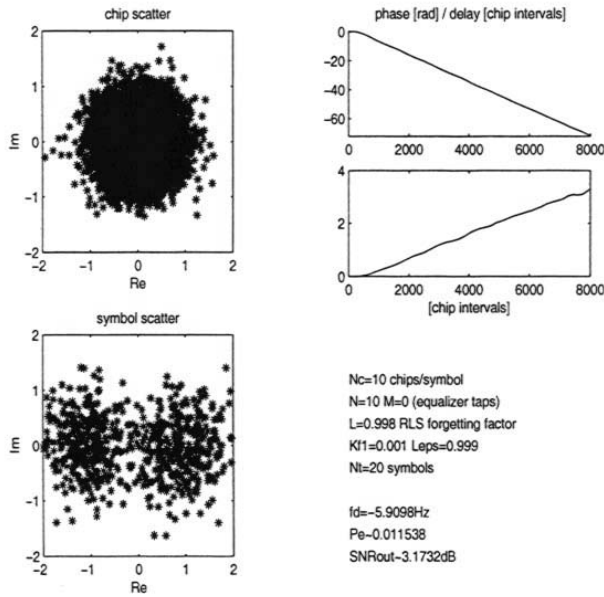 chip scatter
2
1
0
−1
−2
Im
−2 −1 0 1 2
Re
phase [rad] / delay [chip intervals]
0
−20
−40
−60
0 2000 4000 6000 8000
4
2
0
0 2000 4000 6000 8000
[chip intervals]
symbol scatter
2
1
0
−1
−2
Im
−2 −1 0 1 2
Re
Nc=10 chips/symbol
N=10 M=0 (equalizer taps)
L=0.998 RLS forgetting factor
Kf1=0.001 Leps=0.999
Nt=20 symbols
fd=−5.9098Hz
Pe~0.011538
SNRout~3.1732dB